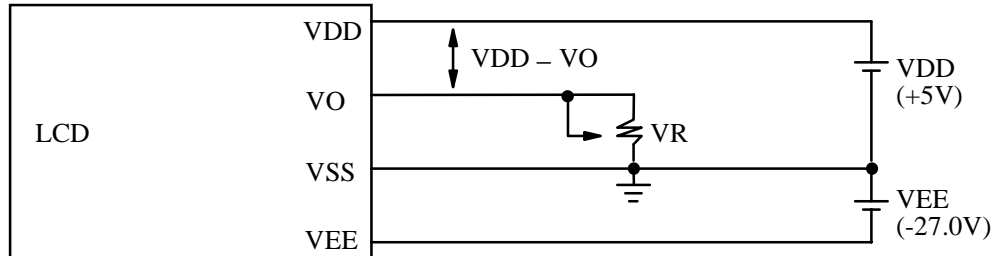 VDD
VDD – VO
VDD
(+5V)
VO
LCD
VR
VSS
VEE
(-27.0V)
VEE